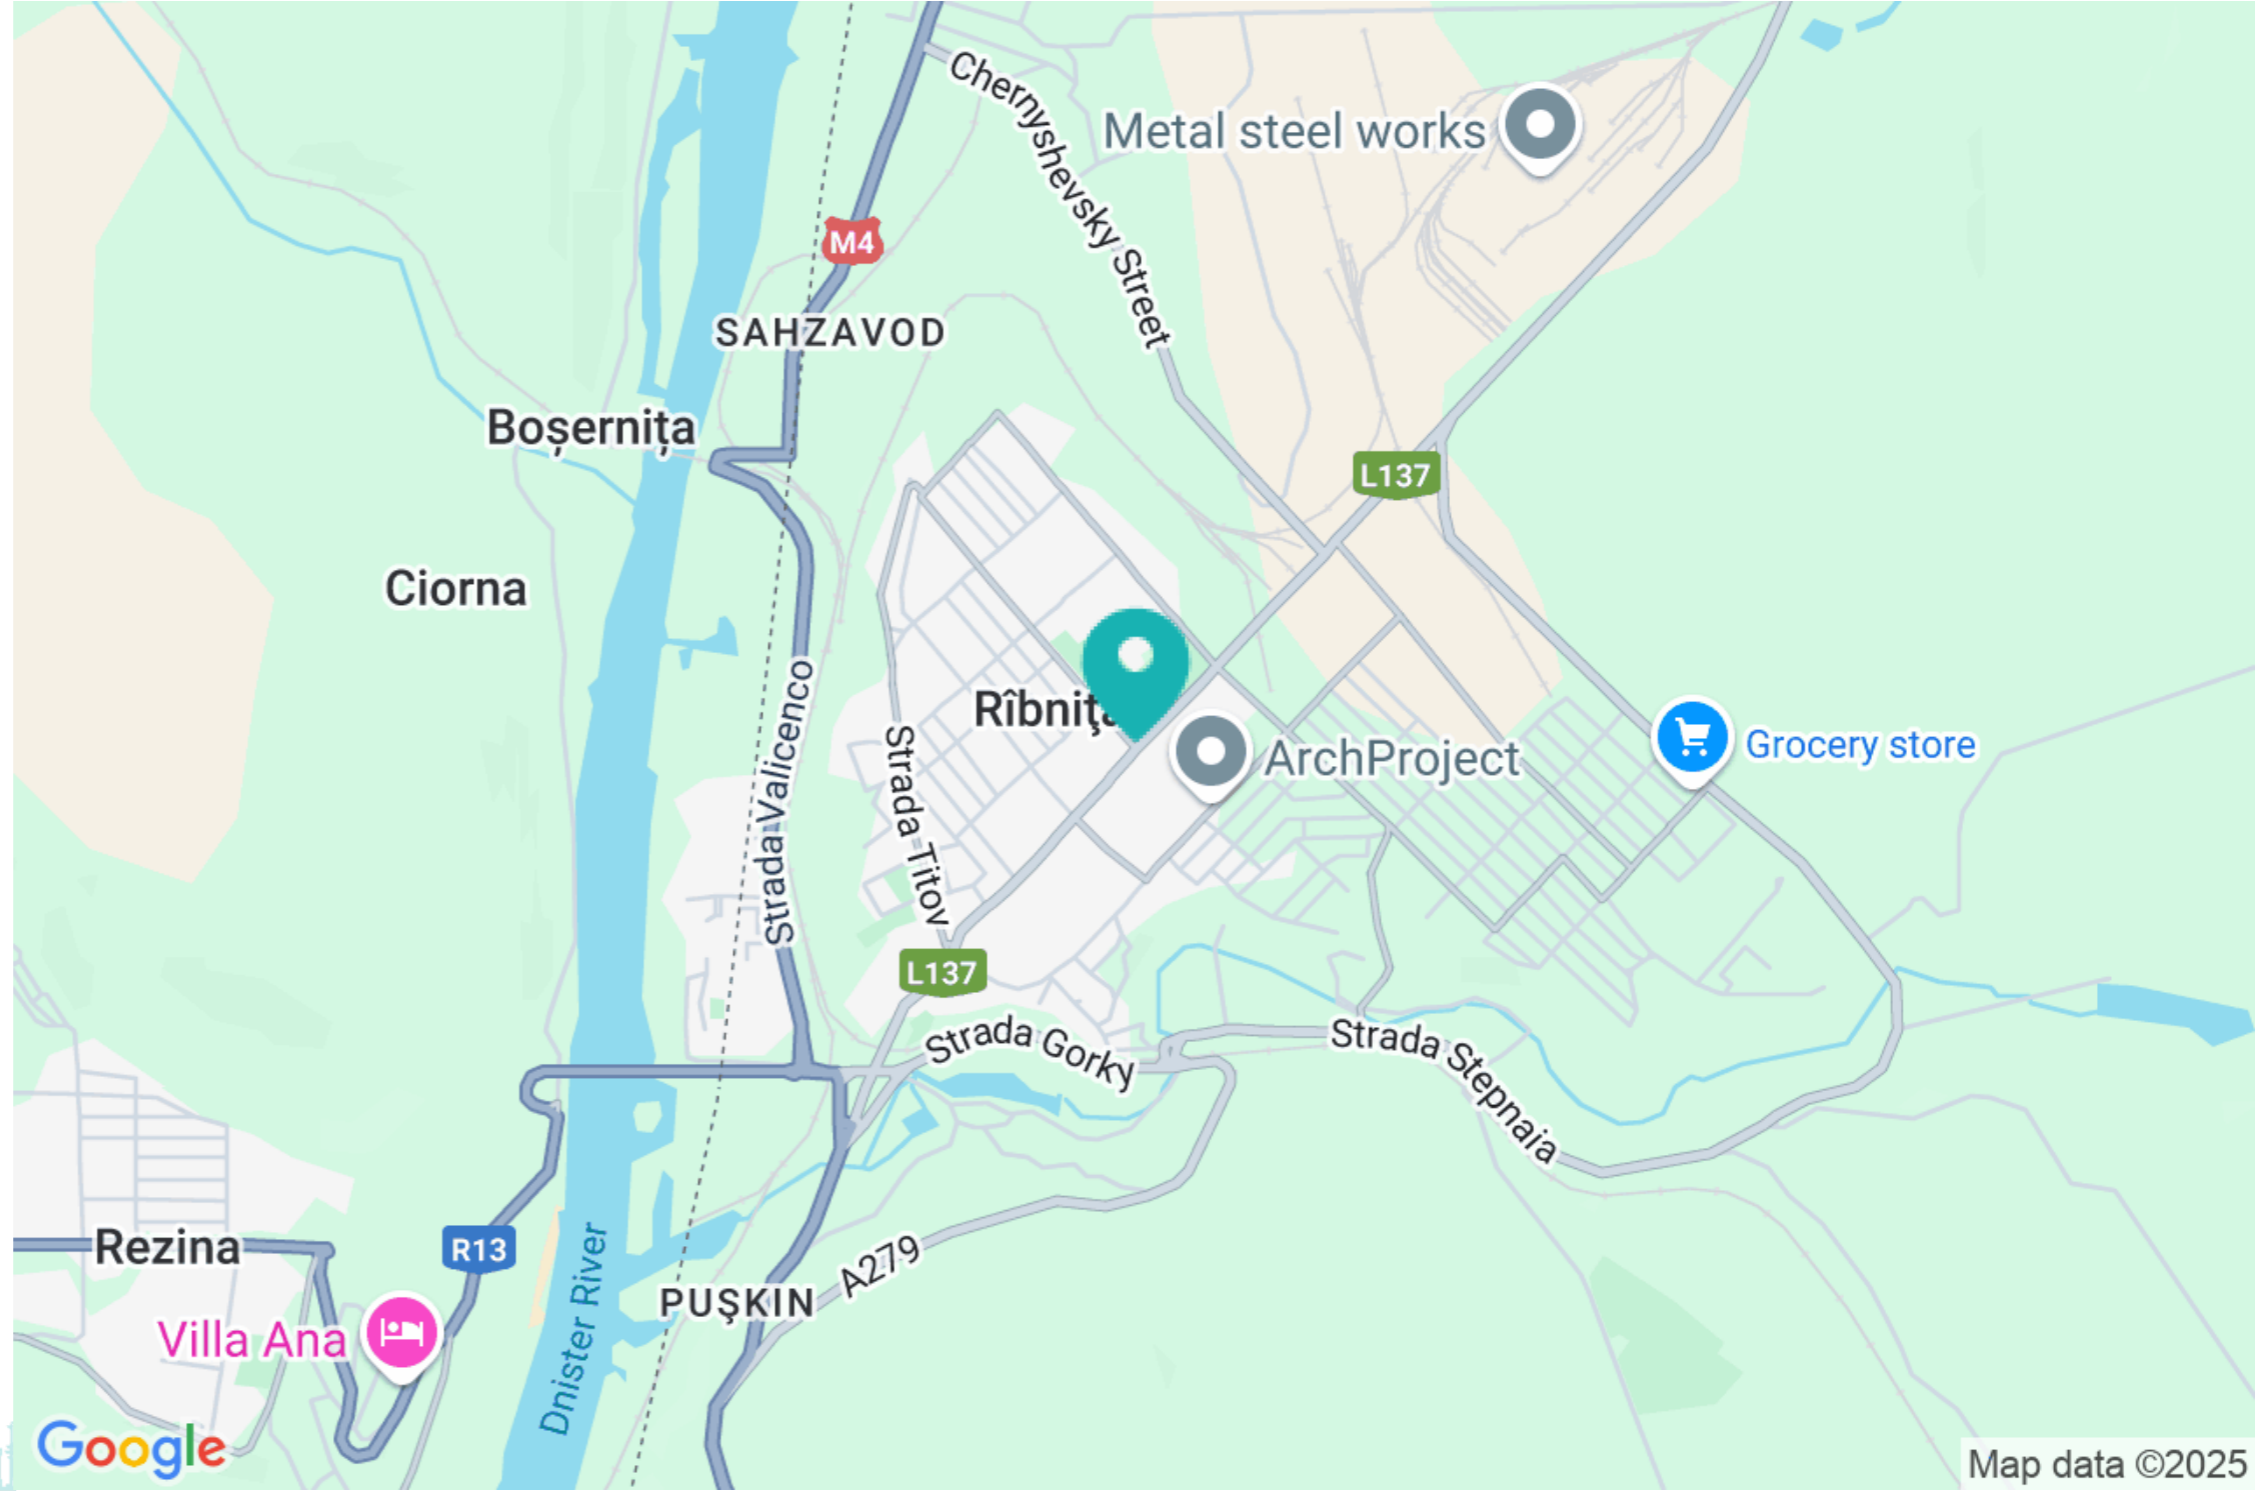 Chernyshevsky Street
Metal steel works
M4
SAHZAVOD
Boșernița
L137
Ciorna
Rîbniţa
Strada Valicenco
Strada Titov
ArchProject
Grocery store
L137
Strada Gorky
Strada Stepnaia
Rezina
R13
Dnister River
A279
PUŞKIN
Villa Ana
Google
Map data ©2025